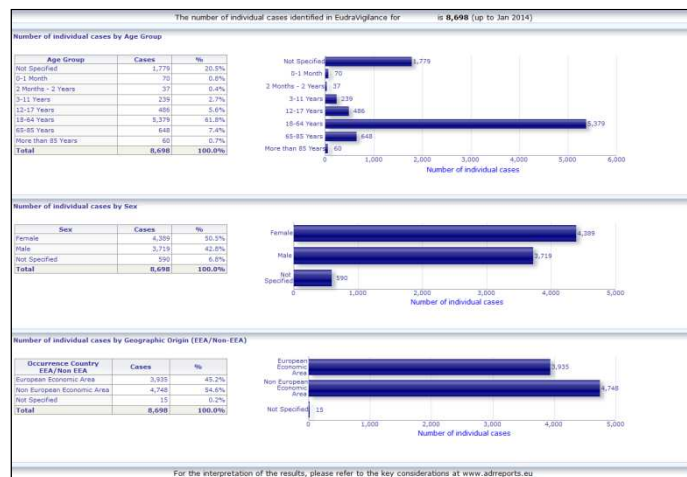 The number of individual cases identified in EudraVigilance for is 8,698 (up to Jan 2014)
Number of individual cases by Age Group
Age Group Cases %
Not Specified 1,779 20.5%
0-1 Month 70 0.8%
2 Months - 2 Years 37 0.4%
3-11 Years 239 2.7%
12-17 Years 486 5.6%
18-64 Years 5,379 61.8%
65-85 Years 648 7.4%
More than 85 Years 60 0.7%
Total 8,698 100.0%
Not Specified 1,779
0-1 Month 70
2 Months - 2 Years 37
3-11 Years 239
12-17 Years 486
18-64 Years 5,379
65-85 Years 648
More than 85 Years 60
0 1,000 2,000 3,000 4,000 5,000 6,000
Number of individual cases
Number of individual cases by Sex
Sex Cases %
Female 4,389 50.5%
Male 3,719 42.8%
Not Specified 590 6.8%
Total 8,698 100.0%
Female 4,389
Male 3,719
Not
Specified 590
0 1,000 2,000 3,000 4,000 5,000
Number of individual cases
Number of individual cases by Geographic Origin (EEA/Non-EEA)
Occurrence Country
EEA/Non EEA Cases %
European Economic Area 3,935 45.2%
Non European Economic Area 4,748 54.6%
Not Specified 15 0.2%
Total 8,698 100.0%
European
Economic
Area 3,935
Non European
Economic
Area 4,748
Not Specified 15
0 1,000 2,000 3,000 4,000 5,000
Number of individual cases
For the interpretation of the results, please refer to the key considerations at www.adrreports.eu